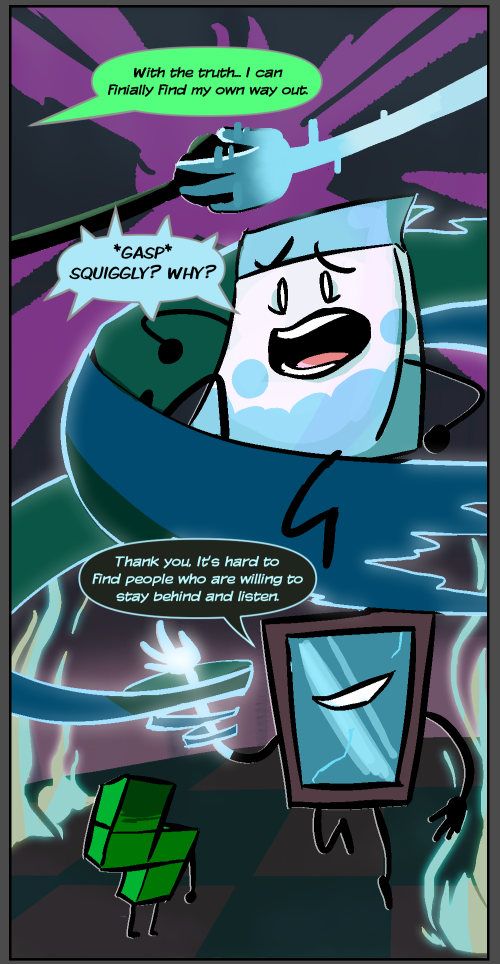 With the truth... I can
Finially Find my own way out.
*GASP*
SQUIGGLY? WHY?
Thank you, It's hard to
Find people who are willing to
stay behind and listen.